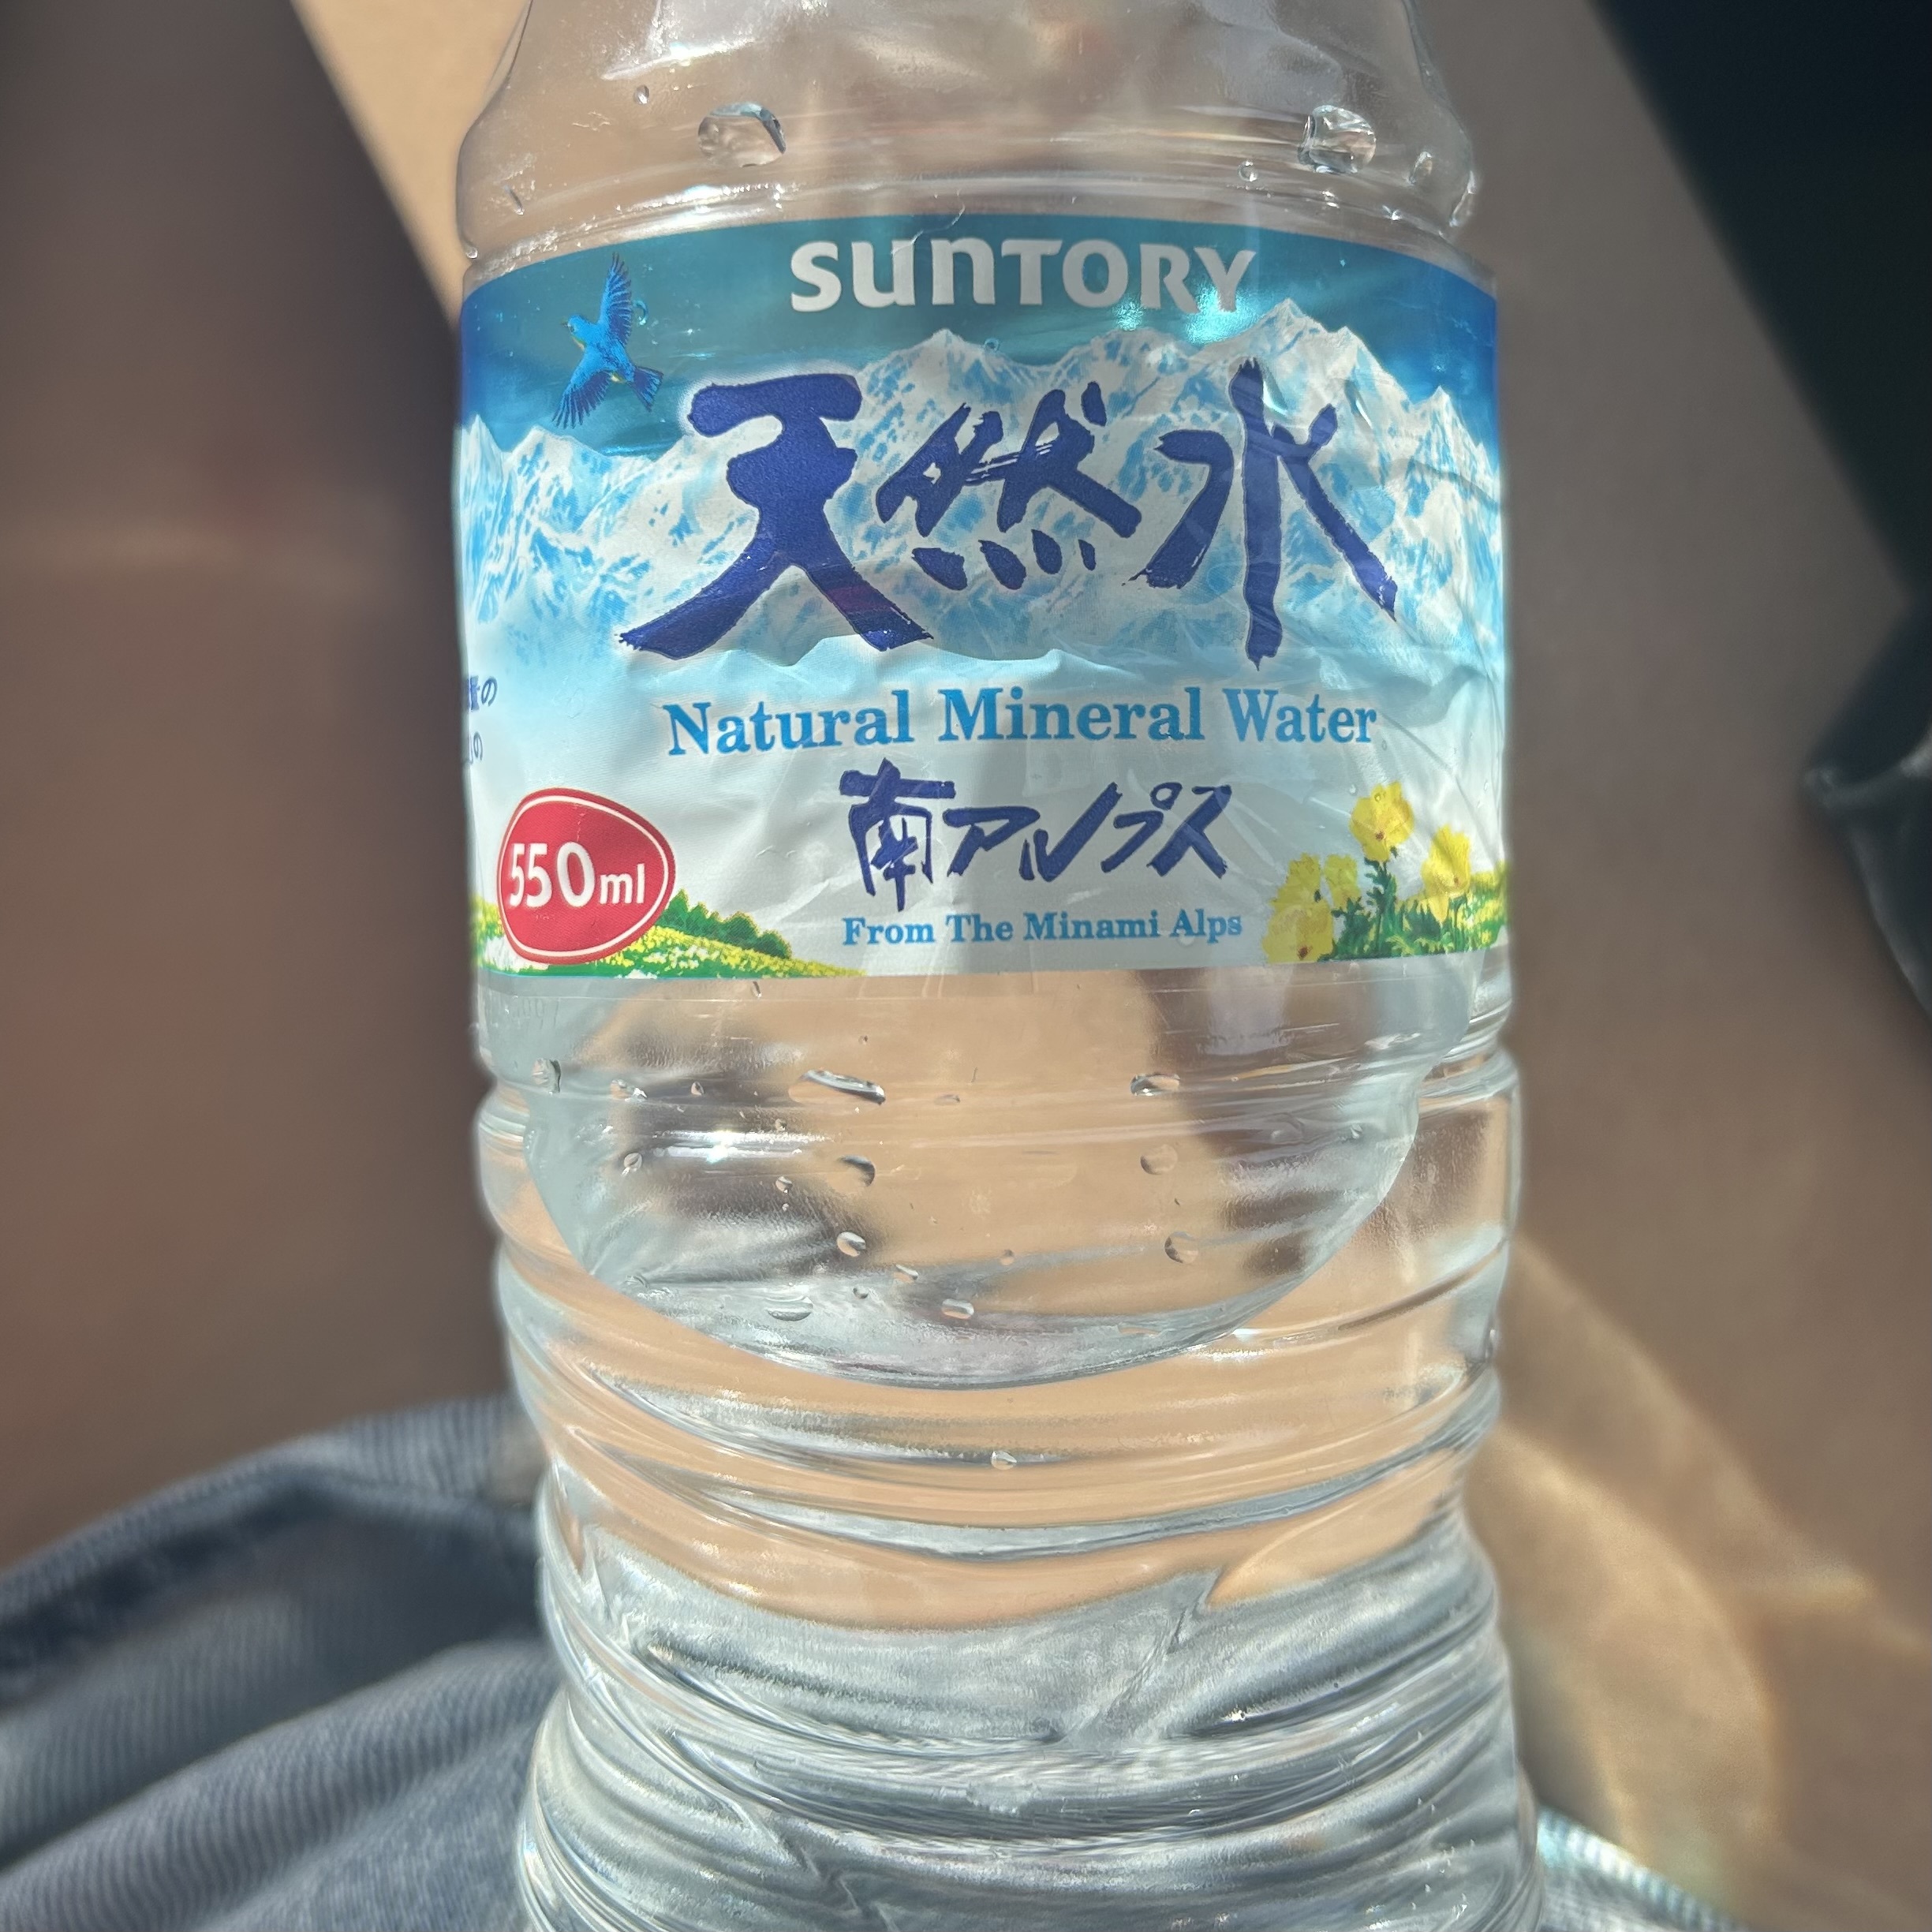 SUNTORY
天然水
Natural Mineral Water
南アルプス
550ml
From The Minami Alps